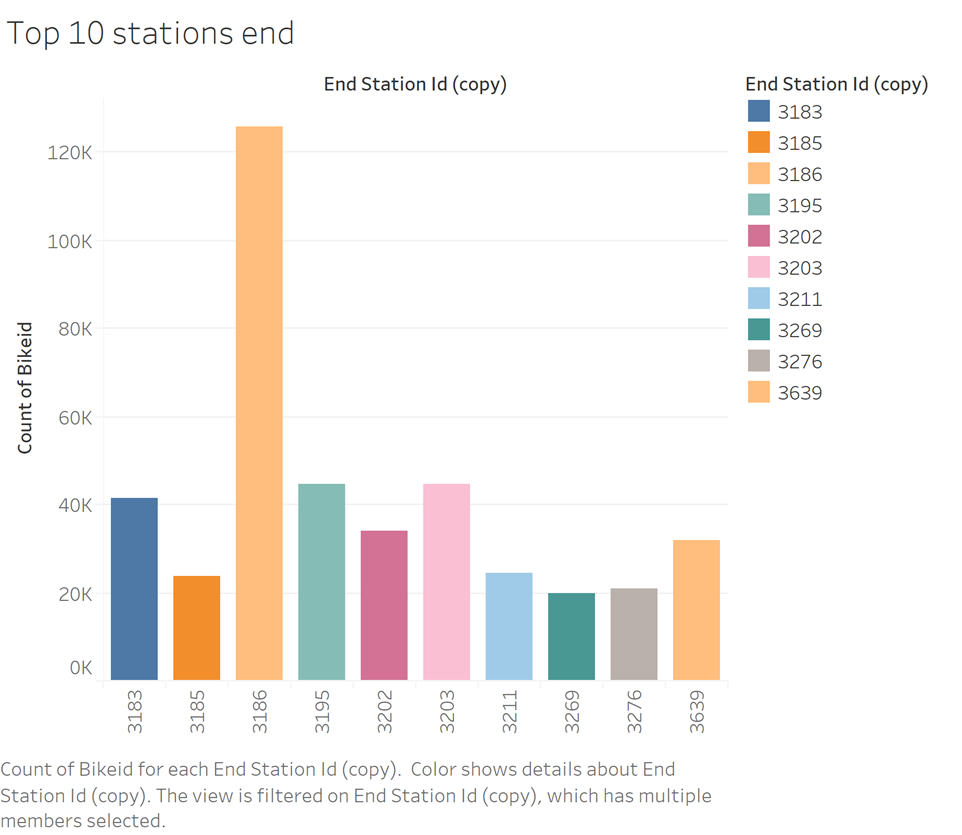 Top 10 stations end
End Station Id (copy)
120K
100K
80K
60K
40K
20K
0K
Count of Bikeid
3183
3185
3186
3195
3202
3203
3211
3269
3276
3639
End Station Id (copy)
3183
3185
3186
3195
3202
3203
3211
3269
3276
3639
Count of Bikeid for each End Station Id (copy).  Color shows details about End
Station Id (copy). The view is filtered on End Station Id (copy), which has multiple
members selected.